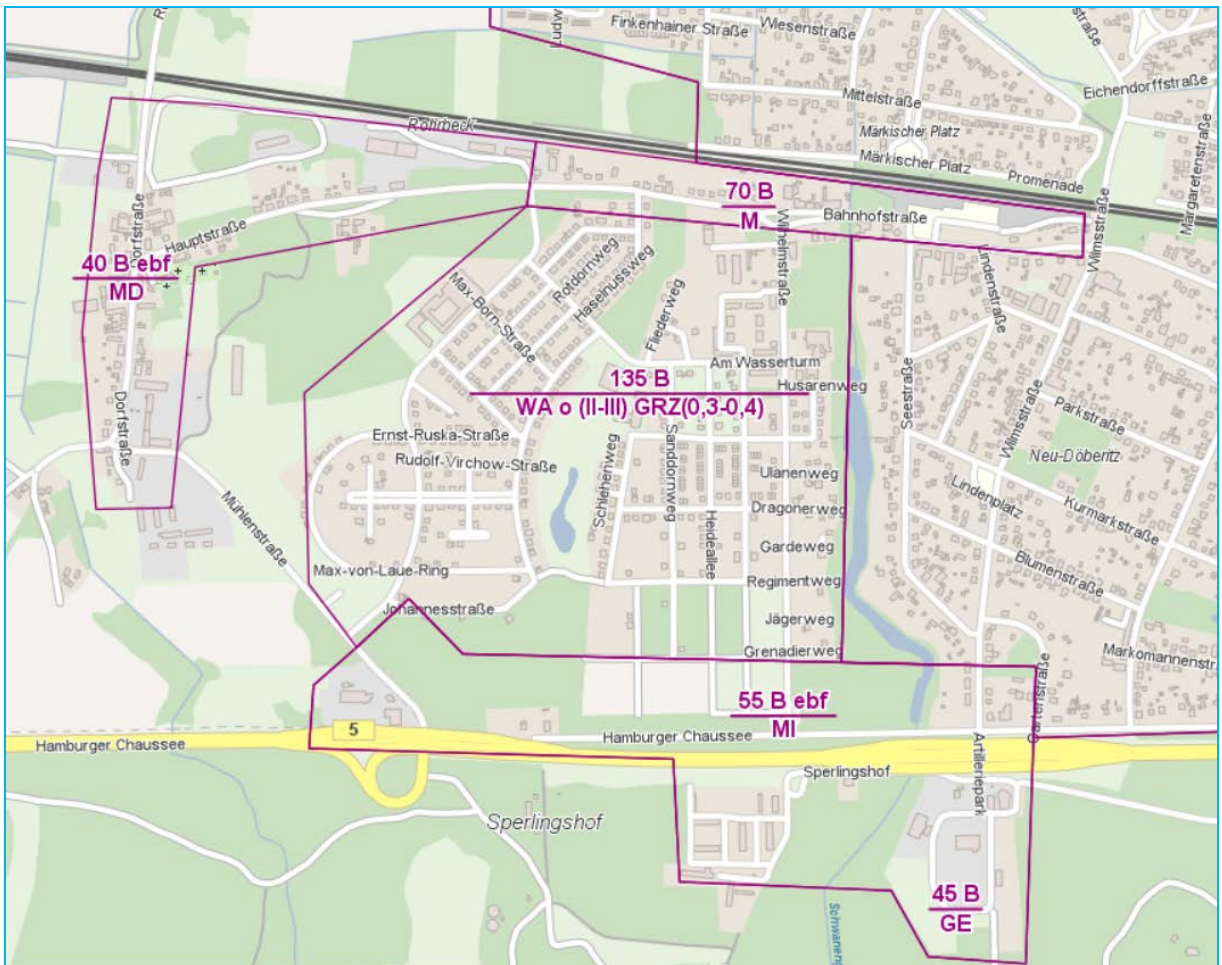 Finkenhainer Straße
Wiesenstraße
Mittelstraße
Eichendorffstraße
Märkischer Platz
Märkischer Platz
Promenade
Margaretenstraße
Rohrbeck
70 B
M
Bahnhofstraße
Wilmsstraße
Dorfstraße
Hauptstraße
40 B ebf
MD
Rotdornweg
Haselnussweg
Wilhelmstraße
Lindenstraße
Max-Born-Straße
Fliederweg
Am Wasserturm
135 B
WA o (II-III) GRZ(0,3-0,4)
Husarenweg
Seestraße
Wilmsstraße
Parkstraße
Dorfstraße
Ernst-Ruska-Straße
Rudolf-Virchow-Straße
Schlehenweg
Sanddornweg
Ulanenweg
Neu-Döberitz
Lindenplatz
Kurmarkstraße
Mühlenstraße
Heideallee
Dragonerweg
Gardeweg
Blumenstraße
Max-von-Laue-Ring
Regimentweg
Johannesstraße
Jägerweg
Grenadierweg
Gartenstraße
55 B ebf
MI
5
Hamburger Chaussee
Hamburger Chaussee
Artilleriepark
Sperlingshof
Sperlingshof
45 B
GE